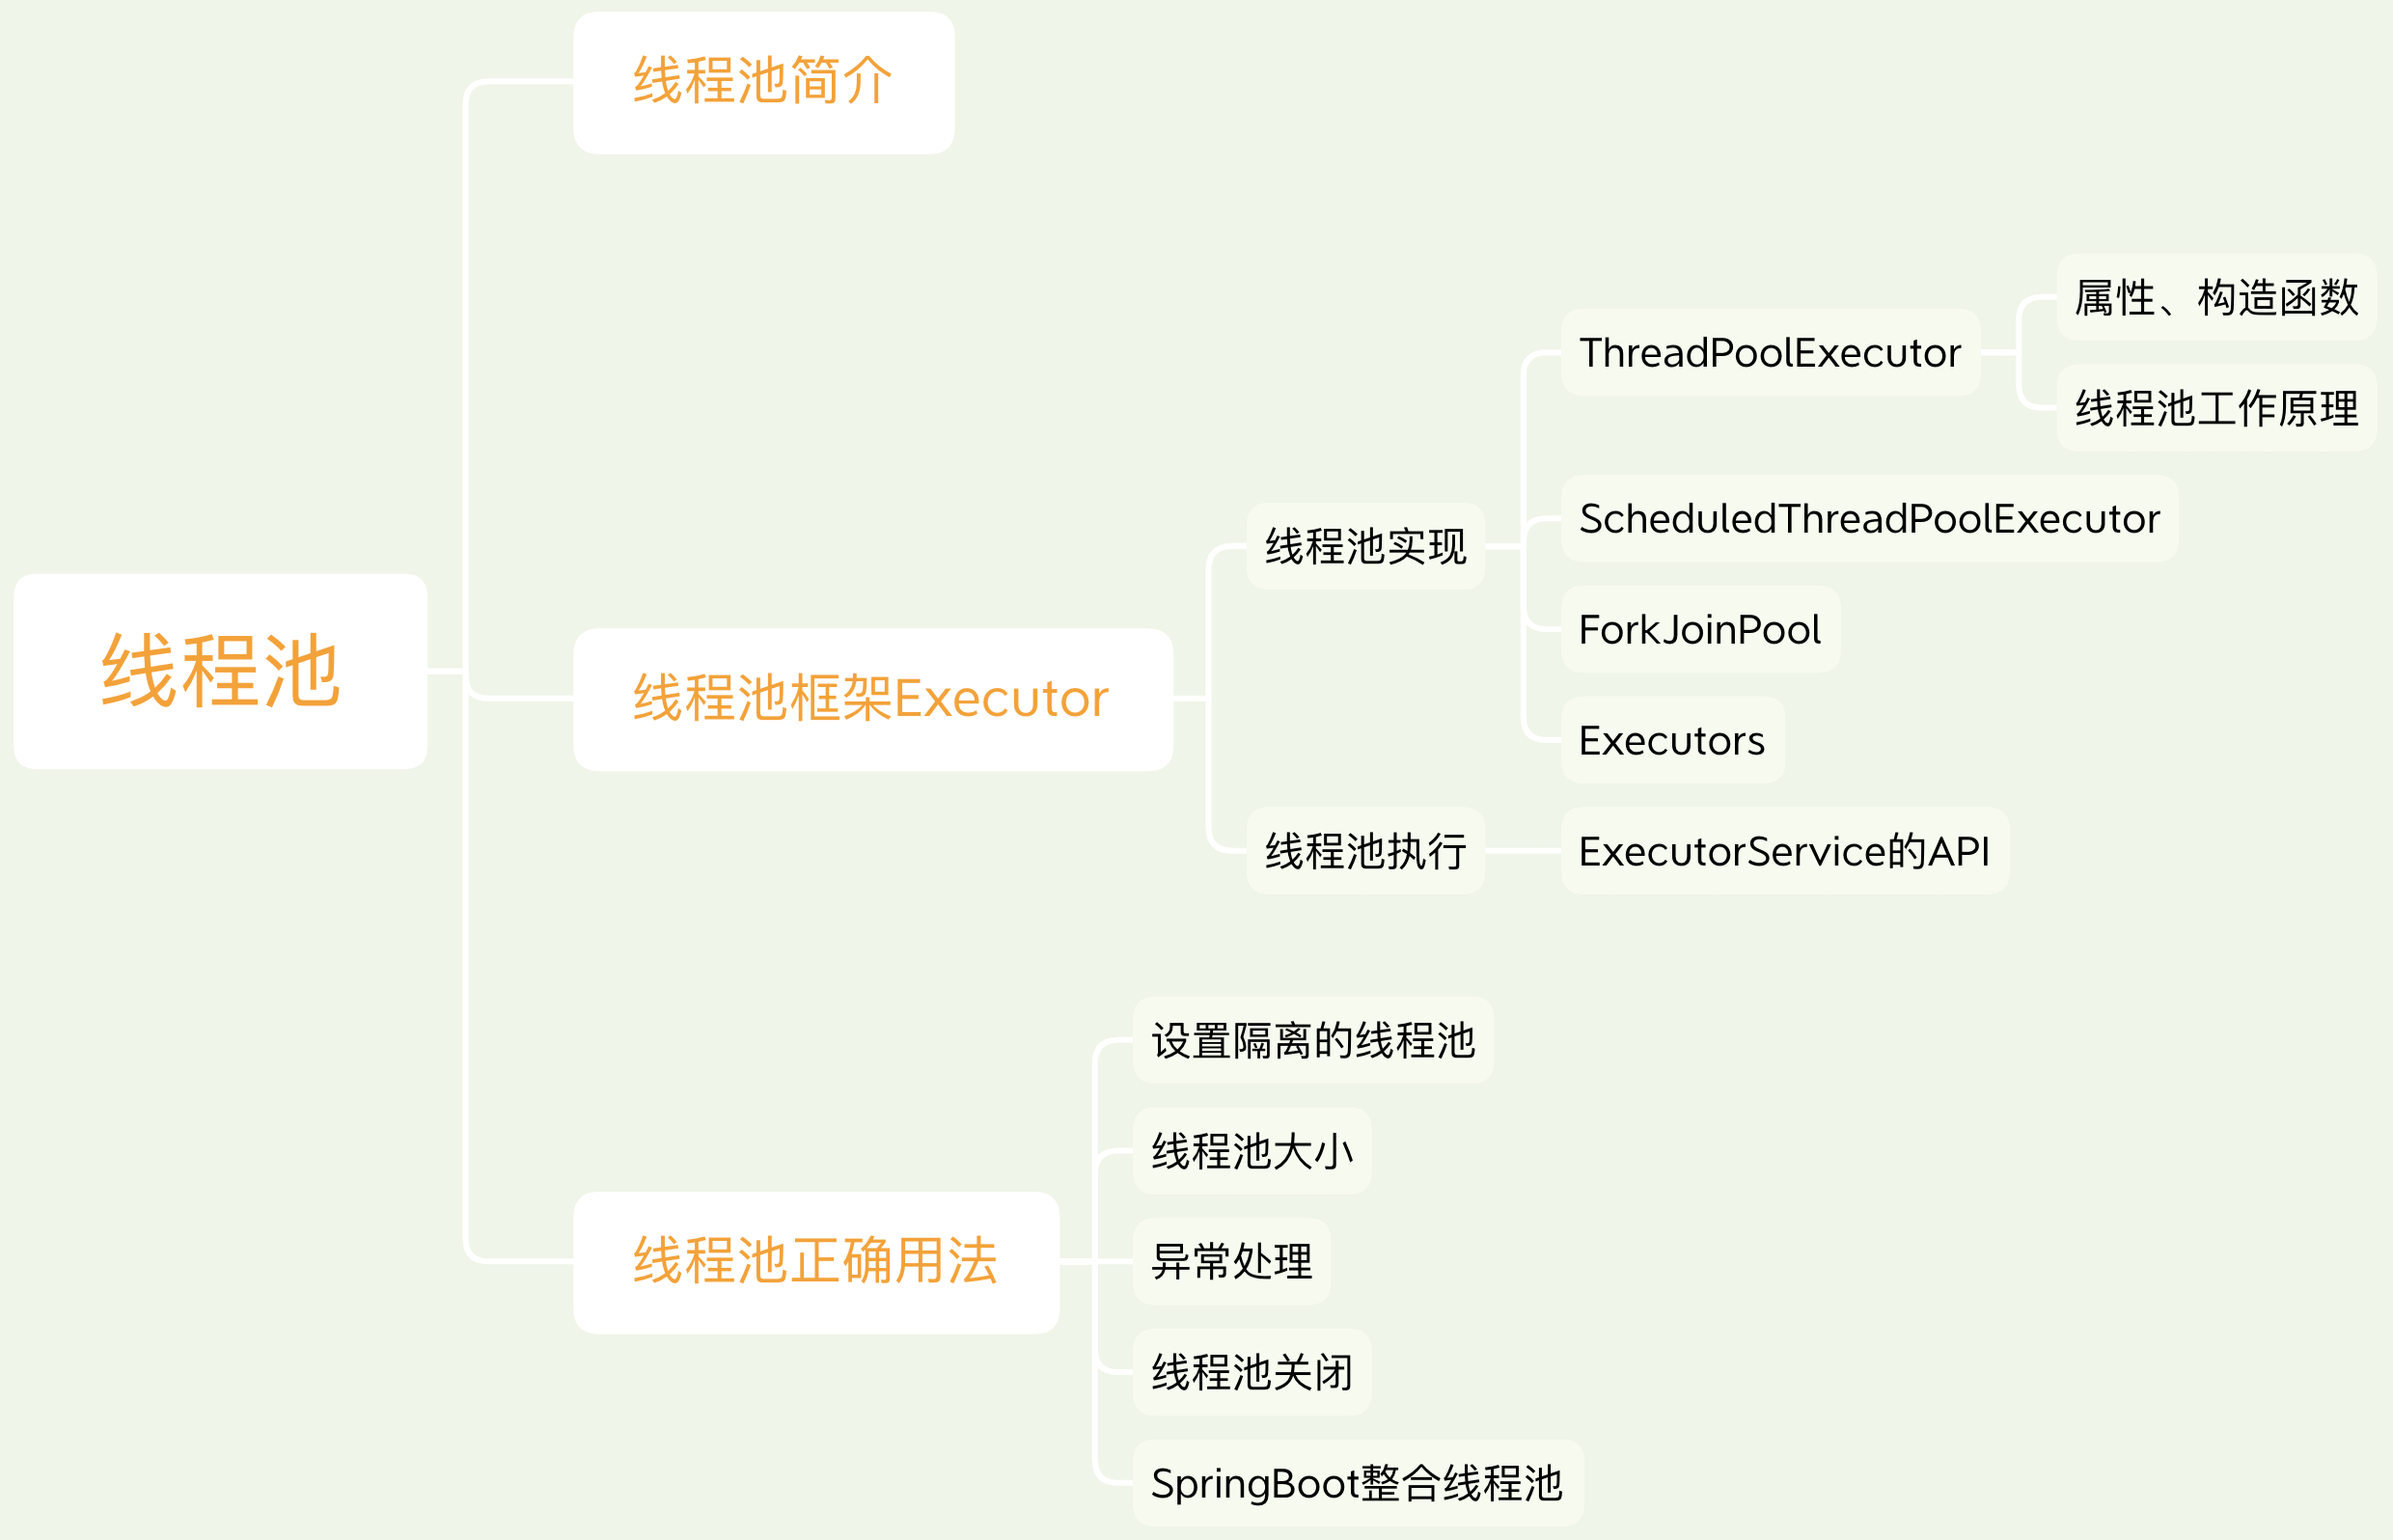 线程池
线程池简介
线程池框架Executor
线程池实现
ThreadPoolExecutor
属性、构造函数
线程池工作原理
ScheduledThreadPoolExecutor
ForkJoinPool
Executors
线程池执行
ExecutorService的API
线程池正确用法
设置隔离的线程池
线程池大小
异常处理
线程池关闭
SpringBoot整合线程池